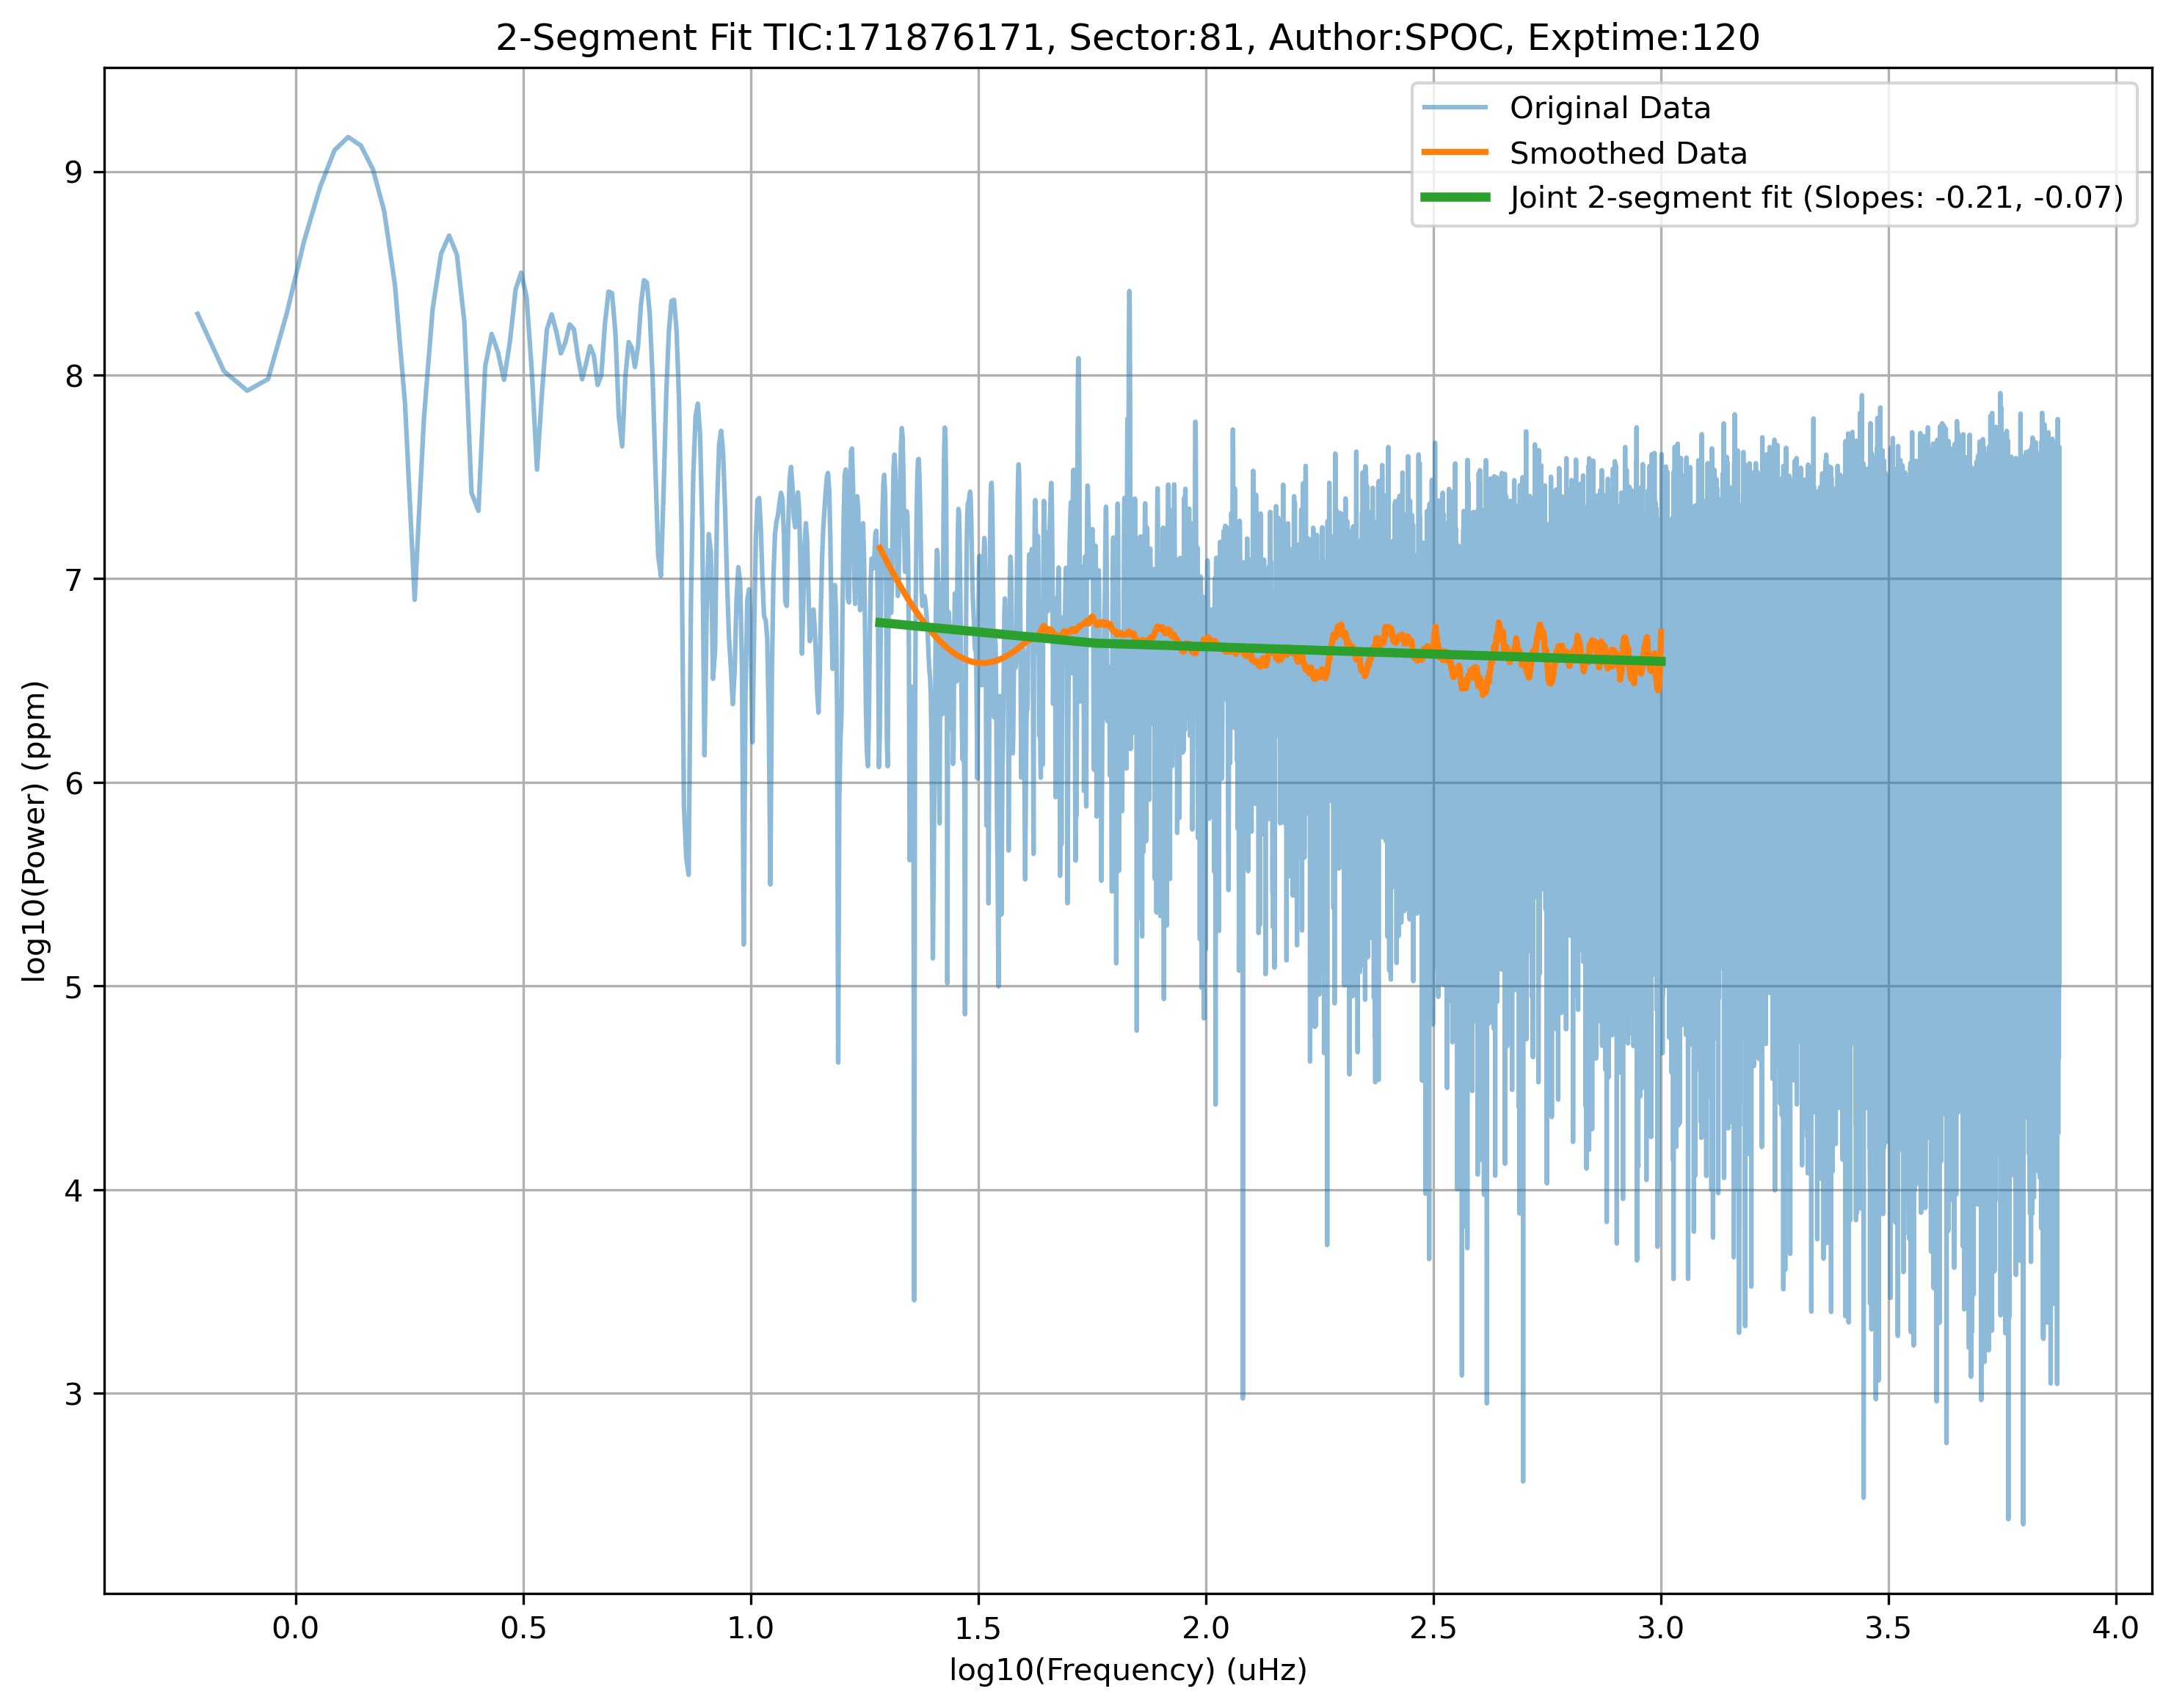 2-Segment Fit TIC:171876171, Sector:81, Author:SPOC, Exptime:120
Original Data
Smoothed Data
Joint 2-segment fit (Slopes: -0.21, -0.07)
log10(Power) (ppm)
9
8
7
6
5
4
3
0.0 0.5 1.0 1.5 2.0 2.5 3.0 3.5 4.0
log10(Frequency) (uHz)